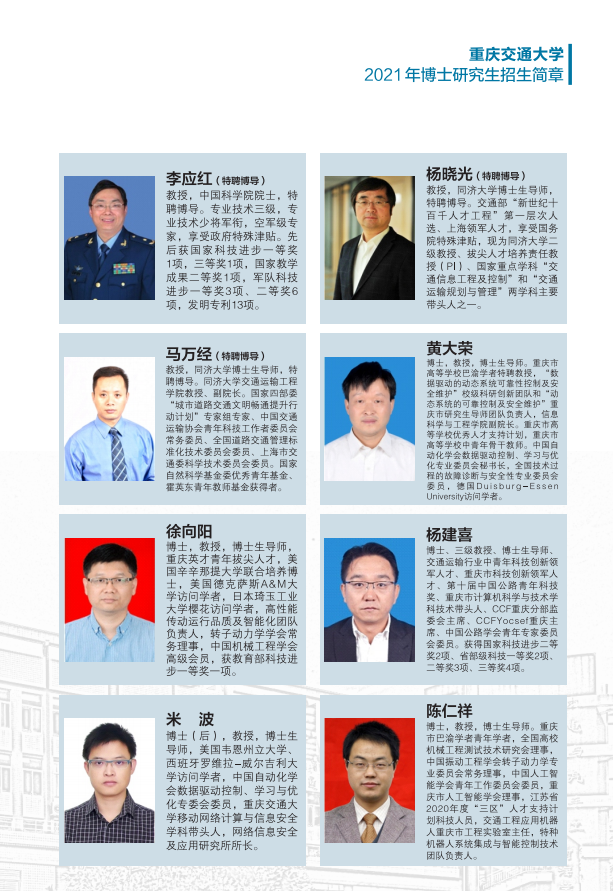 重庆交通大学
2021年博士研究生招生简章
李应红（特聘博导）
教授，中国科学院院士，特
聘博导。专业技术三级，专
业技术少将军衔，空军级专
家，享受政府特殊津贴。先
后获国家科技进步一等奖
1项，三等奖1项，国家教学
成果二等奖1项，军队科技
进步一等奖3项、二等奖6
项，发明专利13项。
杨晓光（特聘博导）
教授，同济大学博士生导师，
特聘博导。交通部“新世纪十
百千人才工程”第一层次人
选、上海领军人才，享受国务
院特殊津贴，现为同济大学二
级教授、拔尖人才培养责任教
授（PI）、国家重点学科“交
通信息工程及控制”和“交通
运输规划与管理”两学科主要
带头人之一。
马万经（特聘博导）
教授，同济大学博士生导师，特
聘博导。同济大学交通运输工程
学院教授、副院长。国家四部委
“城市道路交通文明畅通提升行
动计划”专家组专家、中国交通
运输协会青年科技工作者委员会
常务委员、全国道路交通管理标
准化技术委员会委员、上海市交
通委科学技术委员会委员。国家
自然科学基金委优秀青年基金、
霍英东青年教师基金获得者。
黄大荣
博士，教授，博士生导师。重庆市
高等学校巴渝学者特聘教授，“数
据驱动的动态系统可靠性控制及安
全维护”校级科研创新团队和“动
态系统的可靠控制及安全维护”重
庆市研究生导师团队负责人，信息
科学与工程学院副院长。重庆市高
等学校优秀人才支持计划，重庆市
高等学校中青年骨干教师。中国自
动化学会数据驱动控制、学习与优
化专业委员会秘书长，全国技术过
程的故障诊断与安全性专业委员会
委员，德国Duisburg-Essen
University访问学者。
徐向阳
博士，教授，博士生导师，
重庆英才青年拔尖人才，美
国辛辛那提大学联合培养博
士，美国德克萨斯A&M大
学访问学者，日本琦玉工业
大学樱花访问学者，高性能
传动运行品质及智能化团队
负责人，转子动力学学会常
务理事，中国机械工程学会
高级会员，获教育部科技进
步一等奖一项。
杨建喜
博士、三级教授、博士生导师、
交通运输行业中青年科技创新领
军人才、重庆市科技创新领军人
才、第十届中国公路青年科技
奖、重庆市计算机科学与技术学
科技术带头人、CCF重庆分部监
委主席、CCFYocsef重庆主
席、中国公路学会青年专家委员
会委员。获得国家科技进步二等
奖2项、省部级科技一等奖2项、
二等奖3项、三等奖4项。
米　波
博士（后），教授，博士生
导师，美国韦恩州立大学、
西班牙罗维拉-威尔吉利大
学访问学者，中国自动化学
会数据驱动控制、学习与优
化专委会委员，重庆交通大
学移动网络计算与信息安全
学科带头人，网络信息安全
及应用研究所所长。
陈仁祥
博士，教授，博士生导师。重庆
市巴渝学者青年学者，全国高校
机械工程测试技术研究会理事，
中国振动工程学会转子动力学专
业委员会常务理事，中国人工智
能学会青年工作委员会委员，重
庆市人工智能学会理事，江苏省
2020年度“三区”人才支持计
划科技人员，交通工程应用机器
人重庆市工程实验室主任，特种
机器人系统集成与智能控制技术
团队负责人。